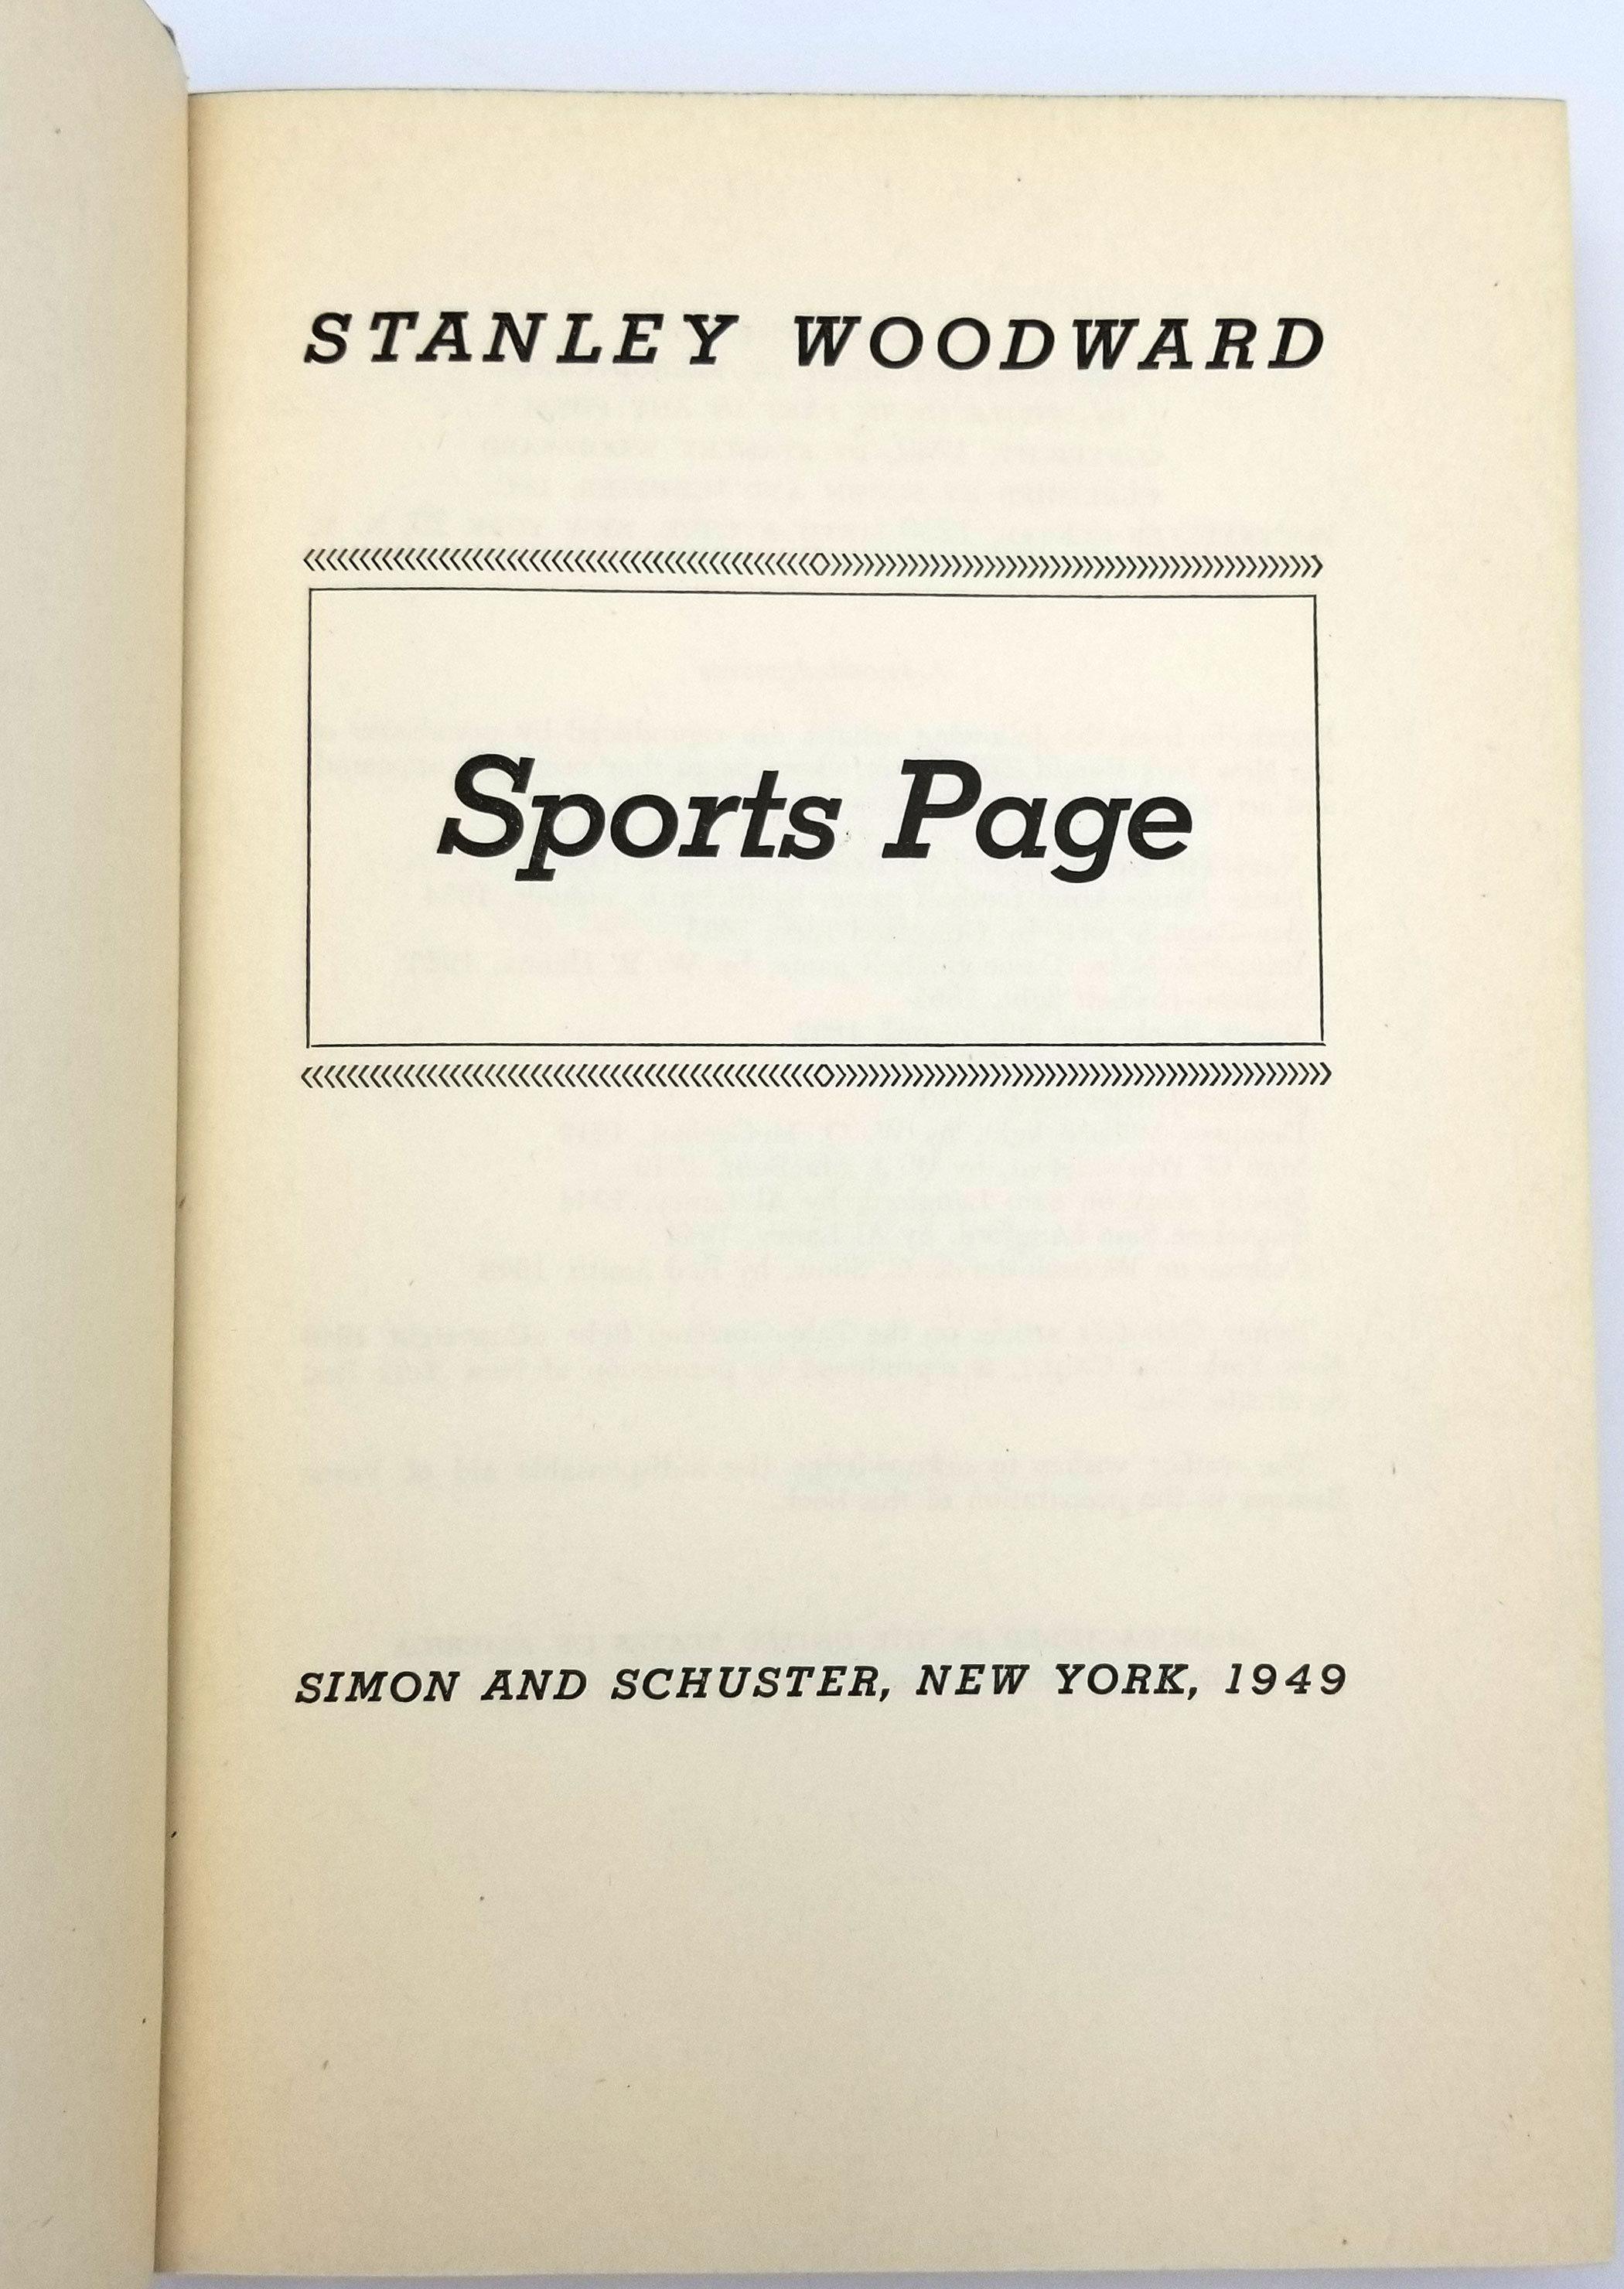 STANLEY WOODWARD
Sports Page
SIMON AND SCHUSTER, NEW YORK, 1949